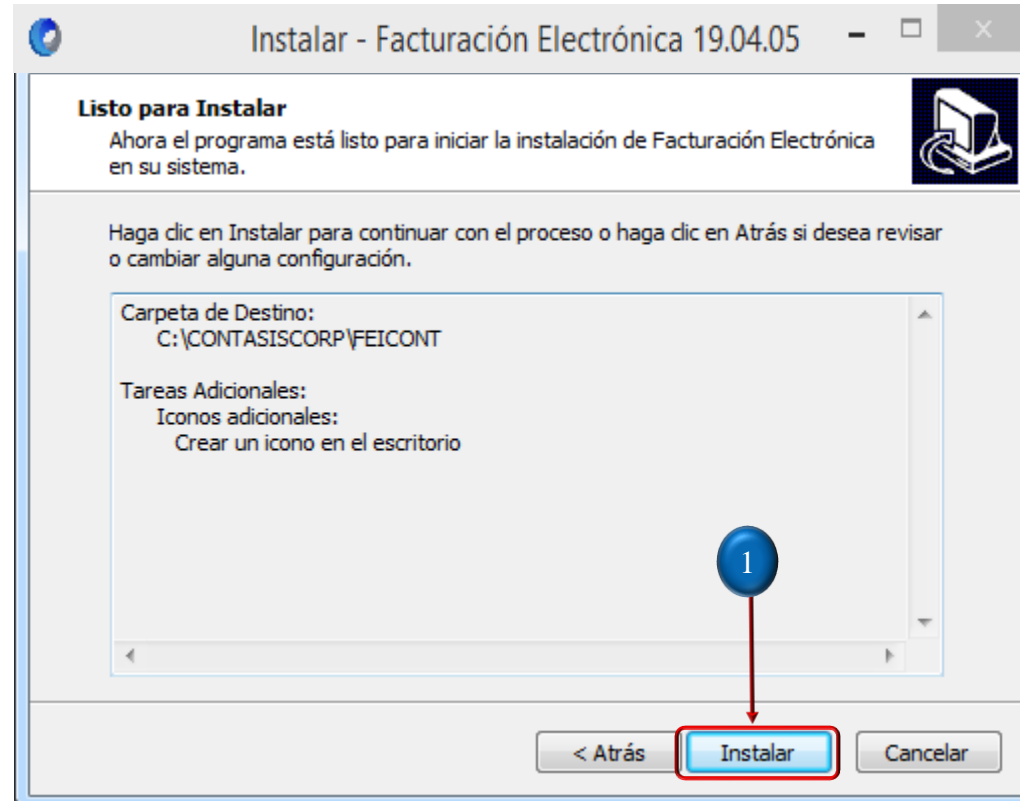 Instalar - Facturación Electrónica 19.04.05
Listo para Instalar
Ahora el programa está listo para iniciar la instalación de Facturación Electrónica
en su sistema.
Haga clic en Instalar para continuar con el proceso o haga clic en Atrás si desea revisar
o cambiar alguna configuración.
Carpeta de Destino:
C:\CONTASISCORP\FEICONT
Tareas Adicionales:
Iconos adicionales:
Crear un icono en el escritorio
1
< Atrás Instalar Cancelar